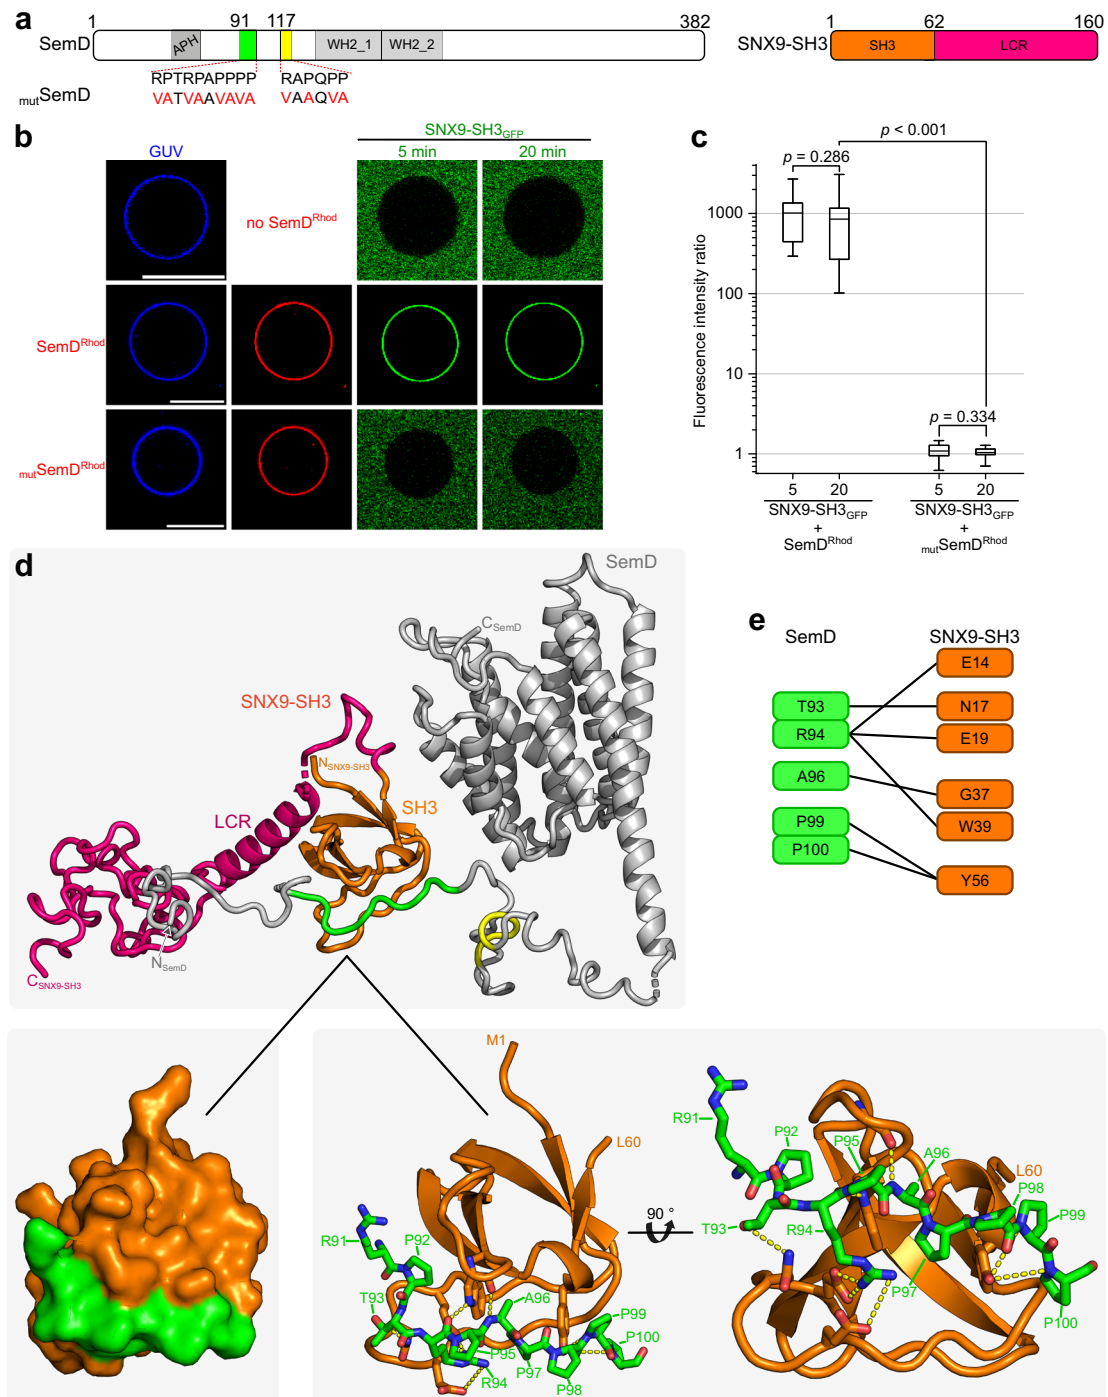 a
1 91 117 382
SemD APH WH2_1 WH2_2
RPTRPAPPPP RAPQPP
mutSemD VATVAAVAVA VAAQVA
1 62 160
SNX9-SH3 SH3 LCR
b
SNX9-SH3GFP
GUV 5 min 20 min
no SemDRhod
SemDRhod
mutSemDRhod
c
p < 0.001
p = 0.286
1000
100
10
1
Fluorescence intensity ratio
p = 0.334
5 20 5 20
SNX9-SH3GFP SNX9-SH3GFP
+ +
SemDRhod mutSemDRhod
d
SemD
CSemD
SNX9-SH3
NSNX9-SH3
SH3
LCR
NSemD
CSNX9-SH3
e
SemD SNX9-SH3
E14
T93 N17
R94 E19
A96
G37
P99 W39
P100
Y56
M1
L60
R91
P92
T93
A96
P99
P95
P100
P97
R94
P98
90 °
R91
P92
P95
A96
L60
P98
P99
T93
R94
P97
P100